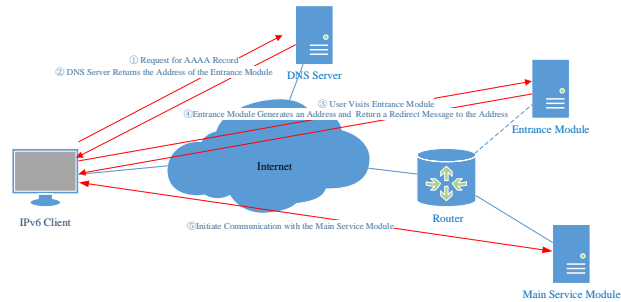 ① Request for AAAA Record
② DNS Server Returns the Address of the Entrance Module
DNS Server
③ User Visits Entrance Module
④Entrance Module Generates an Address and Return a Redirect Message to the Address
Entrance Module
Internet
IPv6 Client
Router
⑤Initiate Communication with the Main Service Module
Main Service Module